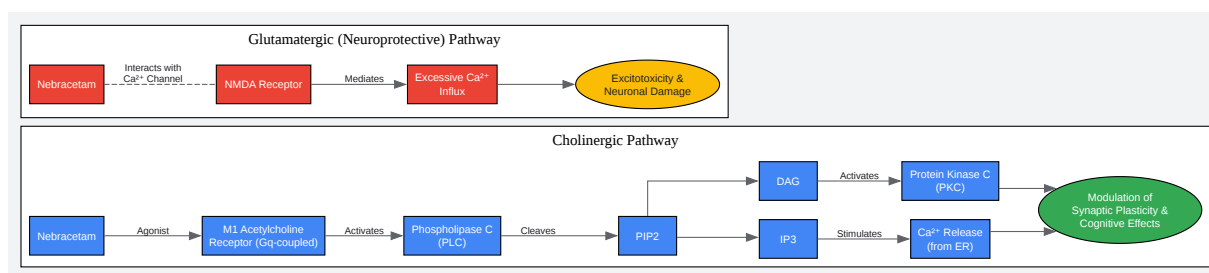 Glutamatergic (Neuroprotective) Pathway
Nebracetam
Interacts with
Ca²⁺ Channel
NMDA Receptor
Mediates
Excessive Ca²⁺
Influx
Excitotoxicity &
Neuronal Damage
Cholinergic Pathway
Nebracetam
Agonist
M1 Acetylcholine
Receptor (Gq-coupled)
Activates
Phospholipase C
(PLC)
Cleaves
PIP2
DAG
Activates
Protein Kinase C
(PKC)
IP3
Stimulates
Ca²⁺ Release
(from ER)
Modulation of
Synaptic Plasticity &
Cognitive Effects